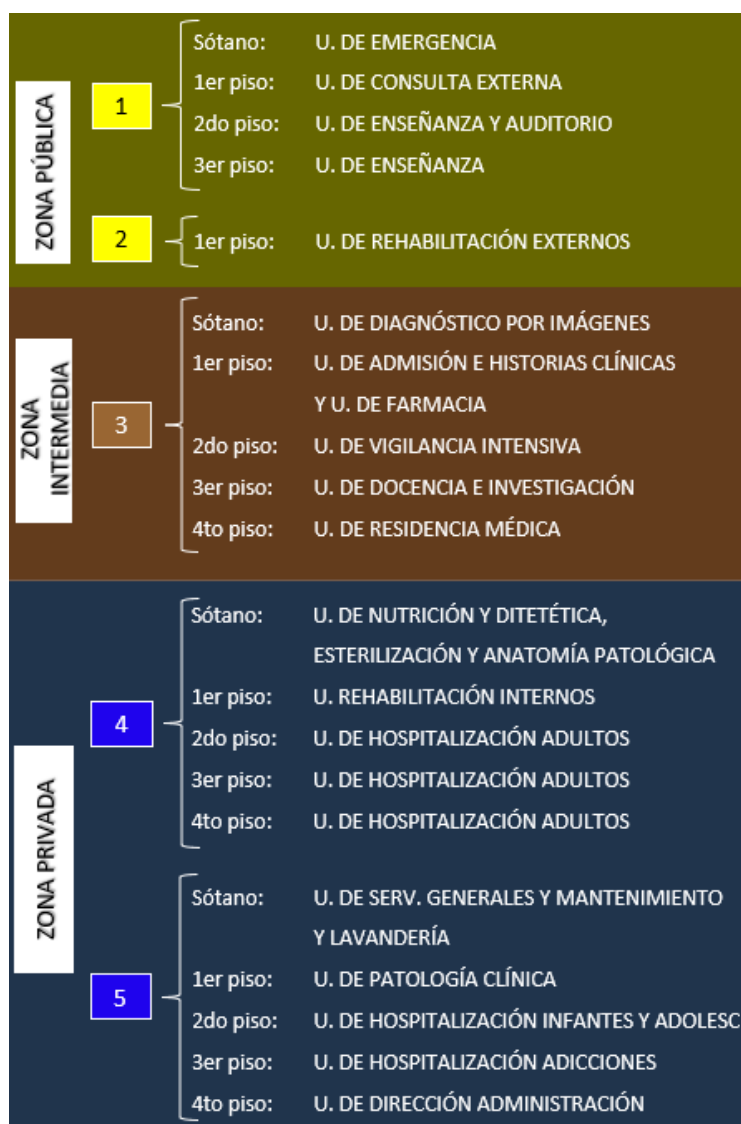 ZONA PÚBLICA
1
Sótano: U. DE EMERGENCIA
1er piso: U. DE CONSULTA EXTERNA
2do piso: U. DE ENSEÑANZA Y AUDITORIO
3er piso: U. DE ENSEÑANZA
2
1er piso: U. DE REHABILITACIÓN EXTERNOS
ZONA
INTERMEDIA
3
Sótano: U. DE DIAGNÓSTICO POR IMÁGENES
1er piso: U. DE ADMISIÓN E HISTORIAS CLÍNICAS
Y U. DE FARMACIA
2do piso: U. DE VIGILANCIA INTENSIVA
3er piso: U. DE DOCENCIA E INVESTIGACIÓN
4to piso: U. DE RESIDENCIA MÉDICA
ZONA PRIVADA
4
Sótano: U. DE NUTRICIÓN Y DITETÉTICA,
ESTERILIZACIÓN Y ANATOMÍA PATOLÓGICA
1er piso: U. REHABILITACIÓN INTERNOS
2do piso: U. DE HOSPITALIZACIÓN ADULTOS
3er piso: U. DE HOSPITALIZACIÓN ADULTOS
4to piso: U. DE HOSPITALIZACIÓN ADULTOS
5
Sótano: U. DE SERV. GENERALES Y MANTENIMIENTO
Y LAVANDERÍA
1er piso: U. DE PATOLOGÍA CLÍNICA
2do piso: U. DE HOSPITALIZACIÓN INFANTES Y ADOLESC
3er piso: U. DE HOSPITALIZACIÓN ADICCIONES
4to piso: U. DE DIRECCIÓN ADMINISTRACIÓN